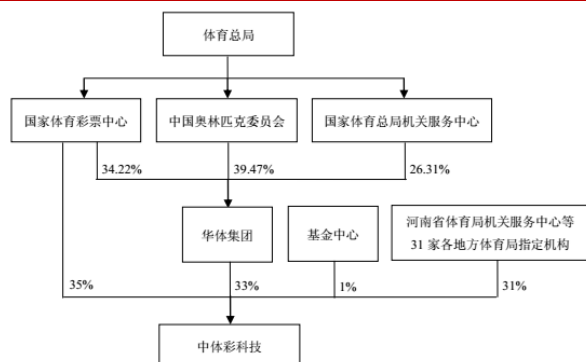 体育总局
国家体育彩票中心
中国奥林匹克委员会
国家体育总局机关服务中心
34.22%
39.47%
26.31%
华体集团
基金中心
河南省体育局机关服务中心等
31 家各地方体育局指定机构
35%
33%
1%
31%
中体彩科技